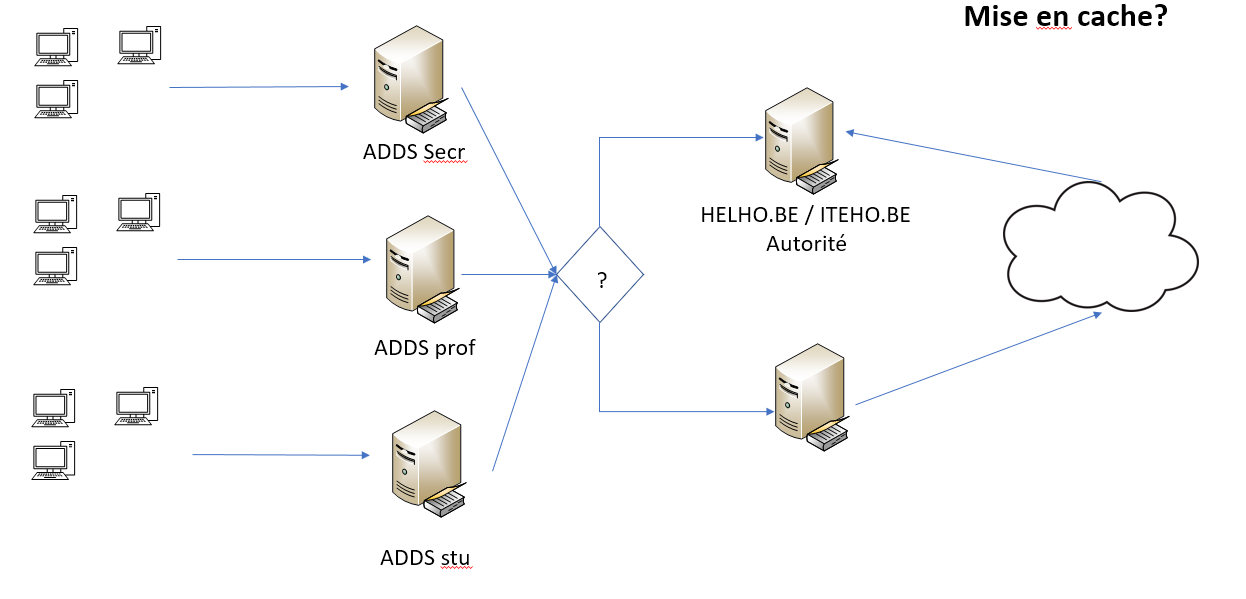 Mise en cache?
ADDS Secr
HELHO.BE / ITEHO.BE
Autorité
?
ADDS prof
ADDS stu